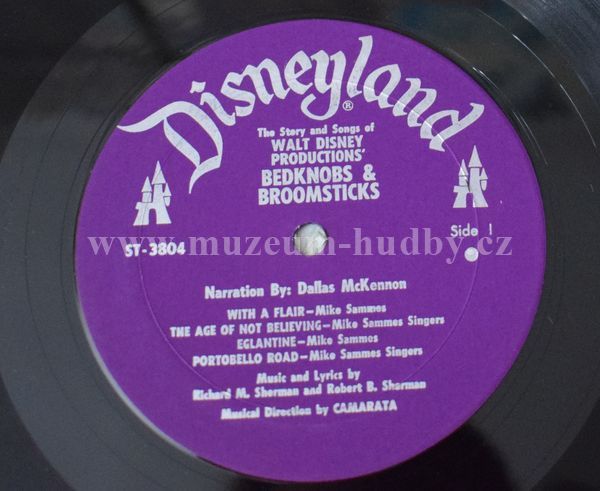 Disneyland®
The Story and Songs of
WALT DISNEY
PRODUCTIONS'
BEDKNOBS &
BROOMSTICKS
Side 1
ST-3804
www.muzeum-hudby.cz
Narration By: Dallas McKennon
WITH A FLAIR—Mike Sammes
THE AGE OF NOT BELIEVING—Mike Sammes Singers
EGLANTINE—Mike Sammes
PORTOBELLO ROAD—Mike Sammes Singers
Music and Lyrics by
Richard M. Sherman and Robert B. Sherman
Musical Direction by CAMARATA